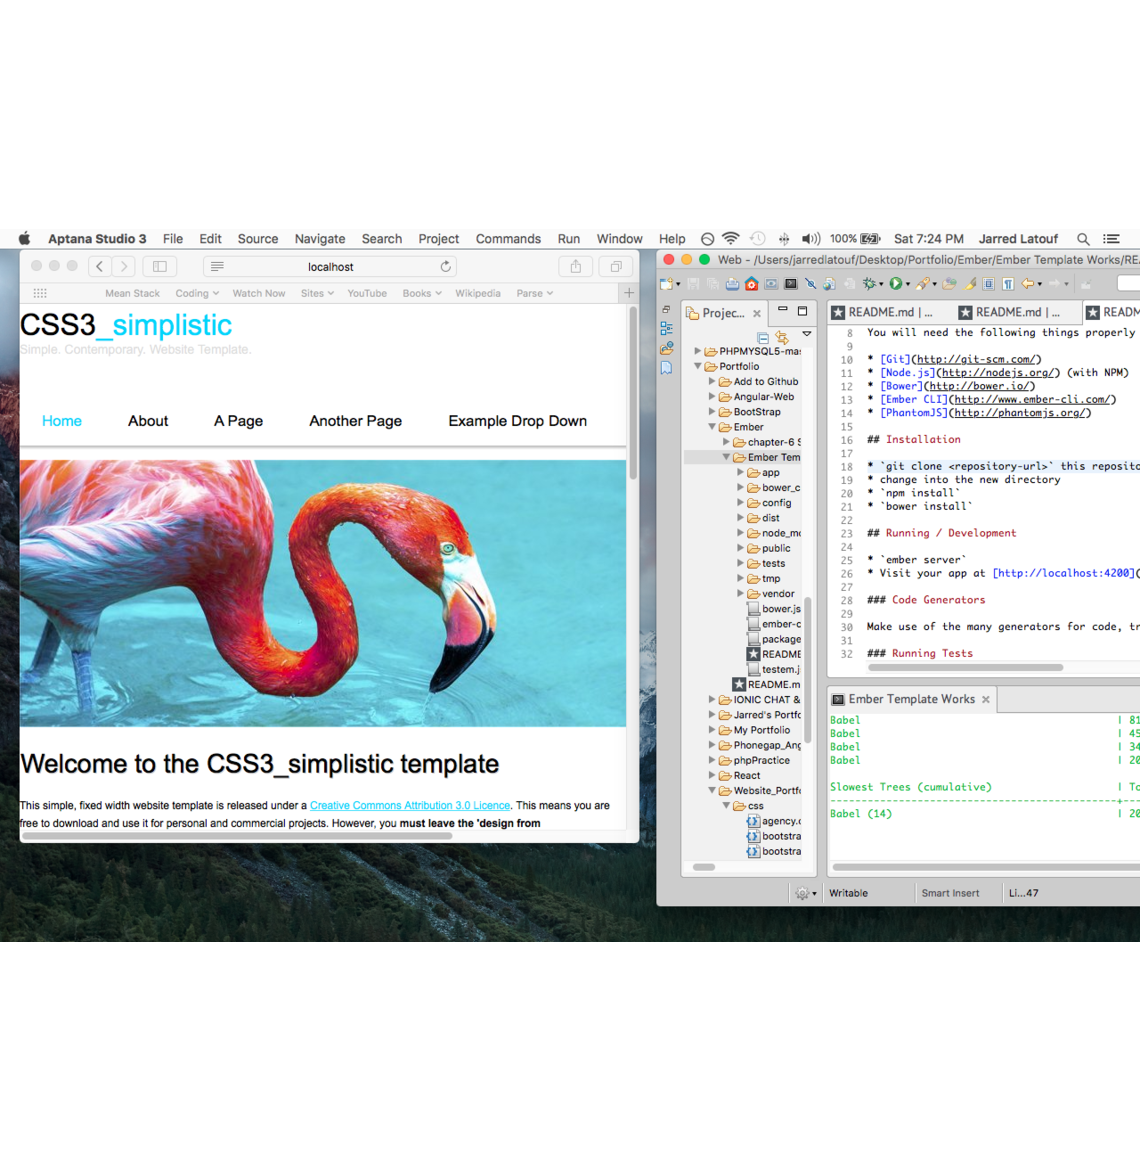 Aptana Studio 3 File Edit Source Navigate Search Project Commands Run Window Help 100% Sat 7:24 PM Jarred Latouf
localhost
Mean Stack Coding Watch Now Sites YouTube Books Wikipedia Parse
CSS3_simplistic
Simple. Contemporary. Website Template.
Home About A Page Another Page Example Drop Down
Welcome to the CSS3_simplistic template
This simple, fixed width website template is released under a Creative Commons Attribution 3.0 Licence. This means you are
free to download and use it for personal and commercial projects. However, you must leave the 'design from
Web - /Users/jarrediatouf/Desktop/Portfolio/Ember/Ember Template Works/REA
Projec...
PHPMYSQL5-mas
Portfolio
Add to Github
Angular-Web
BootStrap
Ember
chapter-6 S
Ember Tem
app
bower_c
config
dist
node_mo
public
tests
tmp
vendor
bower.js
ember-c
package
README
testem.j
README.m
IONIC CHAT &
Jarred's Portfo
My Portfolio
Phonegap_Ang
phpPractice
React
Website_Portfo
css
agency.c
bootstra
bootstra
README.md | ... README.md | ... READM
8 You will need the following things properly
9
10 * [Git](http://git-scm.com/)
11 * [Node.js](http://nodejs.org/) (with NPM)
12 * [Bower](http://bower.io/)
13 * [Ember CLI](http://www.ember-cli.com/)
14 * [PhantomJS](http://phantomjs.org/)
15
16 ## Installation
17
18 * `git clone <repository-url>` this reposito
19 * change into the new directory
20 * `npm install`
21 * `bower install`
22
23 ## Running / Development
24
25 * `ember server`
26 * Visit your app at [http://localhost:4200](
27
28 ### Code Generators
29
30 Make use of the many generators for code, tr
31
32 ### Running Tests
Ember Template Works
Babel | 81
Babel | 45
Babel | 34
Babel | 20
Slowest Trees (cumulative) | To
Babel (14) | 20
Writable Smart Insert Li...47